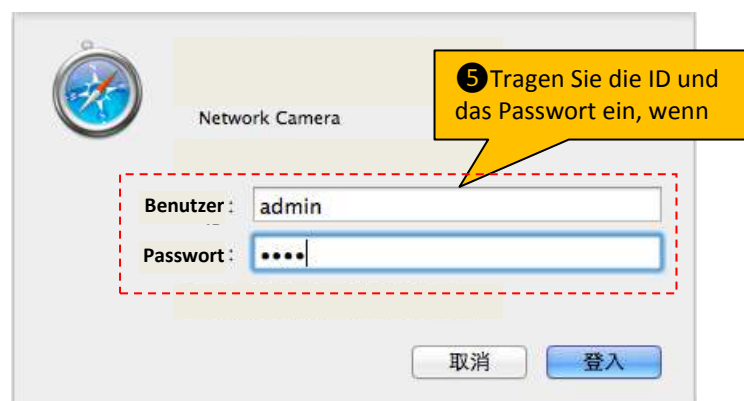 ❺Tragen Sie die ID und
das Passwort ein, wenn
Network Camera
Benutzer : admin
Passwort : ••••
取消 登入